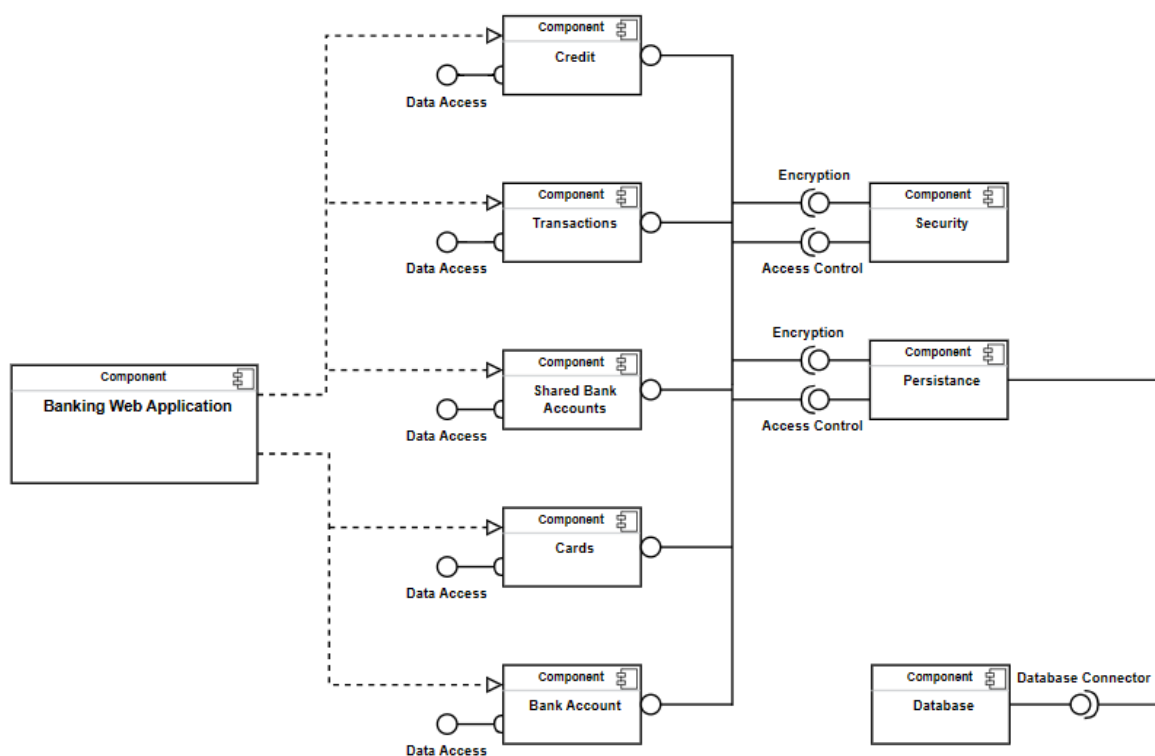 Component
Credit
Data Access
Component
Transactions
Data Access
Encryption
Component
Security
Access Control
Component
Shared Bank
Accounts
Data Access
Encryption
Component
Persistance
Access Control
Component
Banking Web Application
Component
Cards
Data Access
Component
Bank Account
Data Access
Component
Database
Database Connector